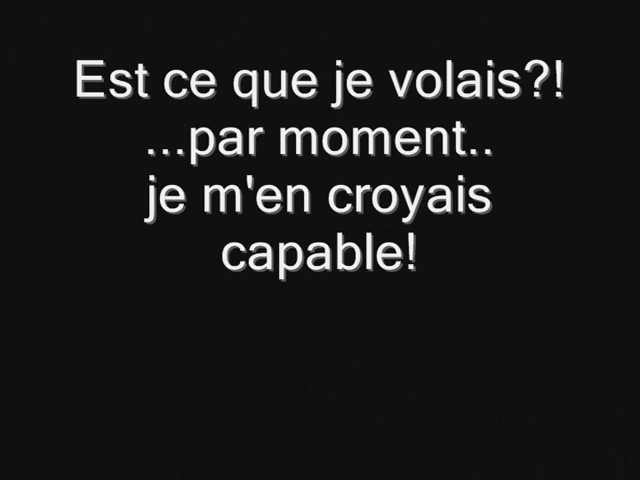 Est ce que je volais?!
...par moment..
je m'en croyais
capable!